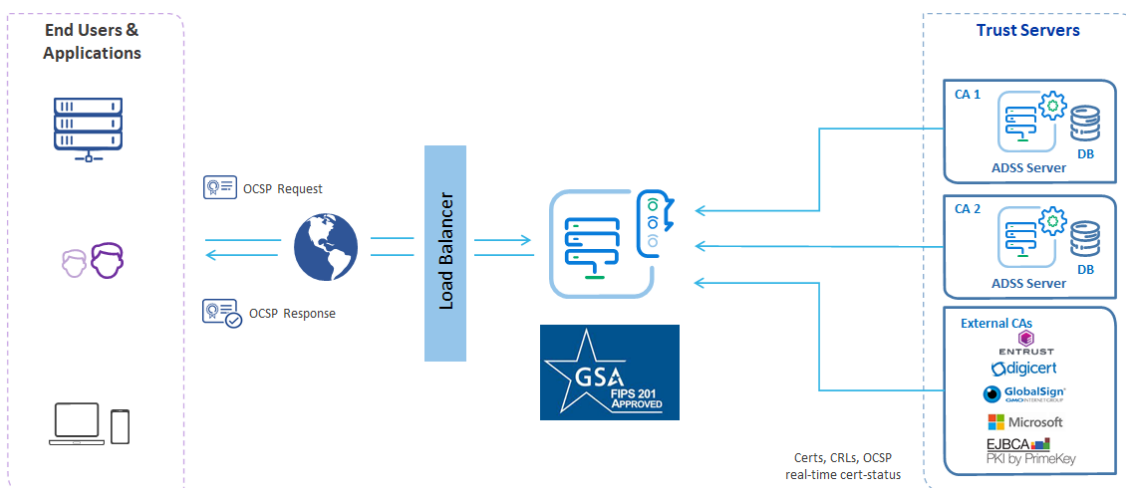 End Users &
Applications
OCSP Request
OCSP Response
Load Balancer
GSA
FIPS 201
APPROVED
Trust Servers
CA 1
DB
ADSS Server
CA 2
DB
ADSS Server
External CAs
ENTRUST
digicert
GlobalSign
Microsoft
EJBCA
PKI by PrimeKey
Certs, CRLs, OCSP
real-time cert-status